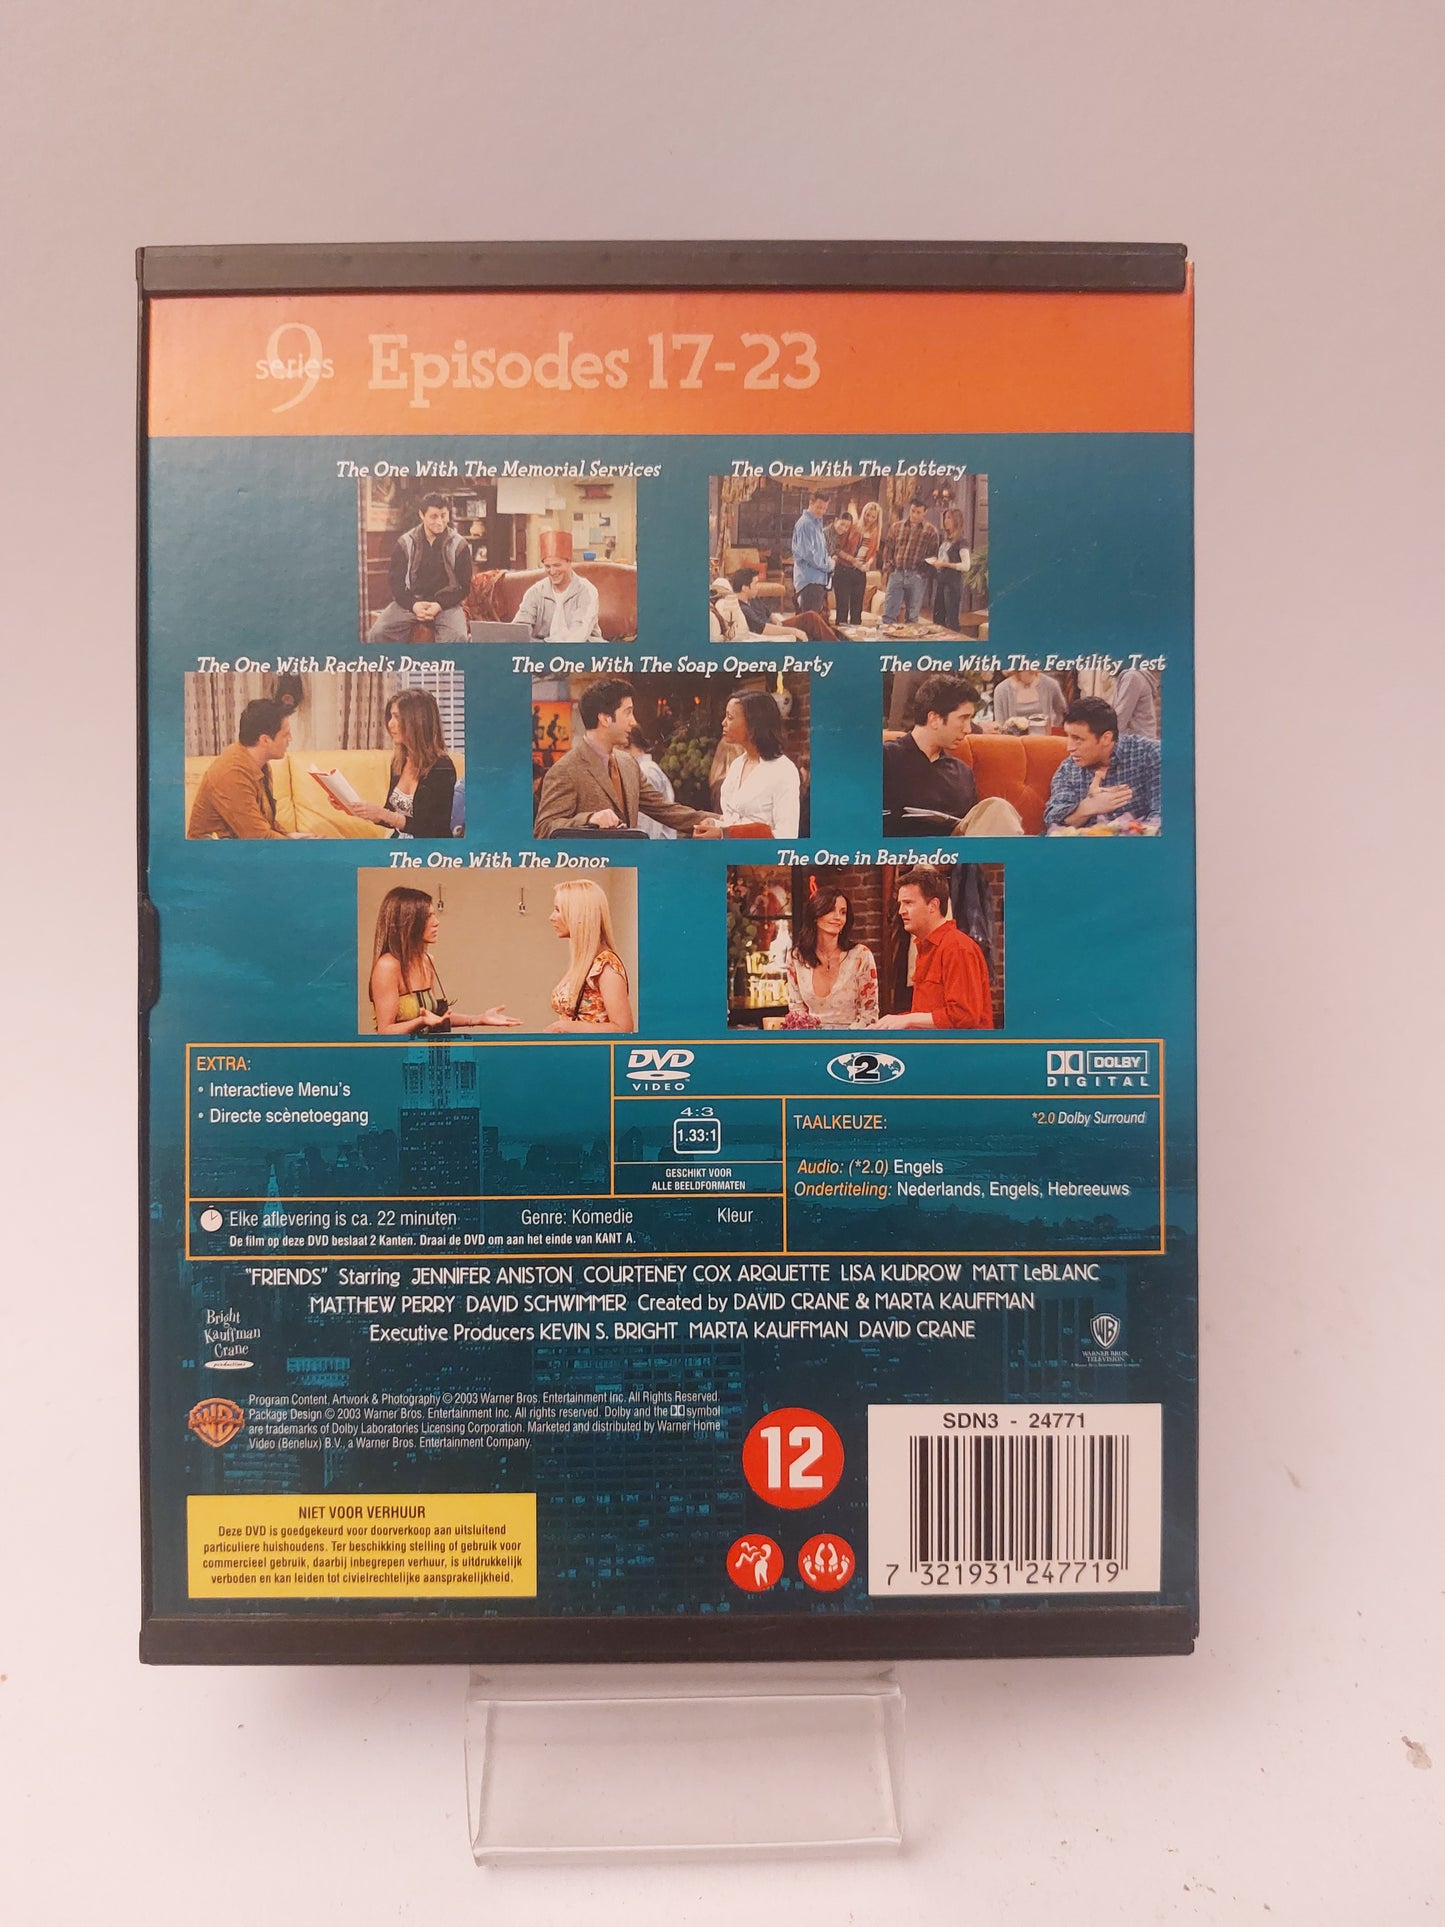 series 9 Episodes 17-23
The One With The Memorial Services
The One With The Lottery
The One With Rachel's Dream
The One With The Soap Opera Party
The One With The Fertility Test
The One With The Donor
The One in Barbados
EXTRA:
• Interactieve Menu's
• Directe scènetoegang
DVD
VIDEO™
2
DOLBY
DIGITAL
4:3
1.33:1
GESCHIKT VOOR
ALLE BEELDFORMATEN
TAALKEUZE: *2.0 Dolby Surround
Audio: (*2.0) Engels
Ondertiteling: Nederlands, Engels, Hebreeuws
Elke aflevering is ca. 22 minuten Genre: Komedie Kleur
De film op deze DVD beslaat 2 Kanten. Draai de DVD om aan het einde van KANT A.
"FRIENDS" Starring JENNIFER ANISTON COURTENEY COX ARQUETTE LISA KUDROW MATT LeBLANC
MATTHEW PERRY DAVID SCHWIMMER Created by DAVID CRANE & MARTA KAUFFMAN
Executive Producers KEVIN S. BRIGHT MARTA KAUFFMAN DAVID CRANE
Bright
Kauffman
Crane
productions
WB
WARNER BROS.
TELEVISION
Program Content, Artwork & Photography © 2003 Warner Bros. Entertainment Inc. All Rights Reserved.
Package Design © 2003 Warner Bros. Entertainment Inc. All rights reserved. Dolby and the DD symbol
are trademarks of Dolby Laboratories Licensing Corporation. Marketed and distributed by Warner Home
Video (Benelux) B.V., a Warner Bros. Entertainment Company.
12
SDN3 - 24771
7 321931 247719
NIET VOOR VERHUUR
Deze DVD is goedgekeurd voor doorverkoop aan uitsluitend
particuliere huishoudens. Ter beschikking stelling of gebruik voor
commercieel gebruik, daarbij inbegrepen verhuur, is uitdrukkelijk
verboden en kan leiden tot civielrechtelijke aansprakelijkheid.